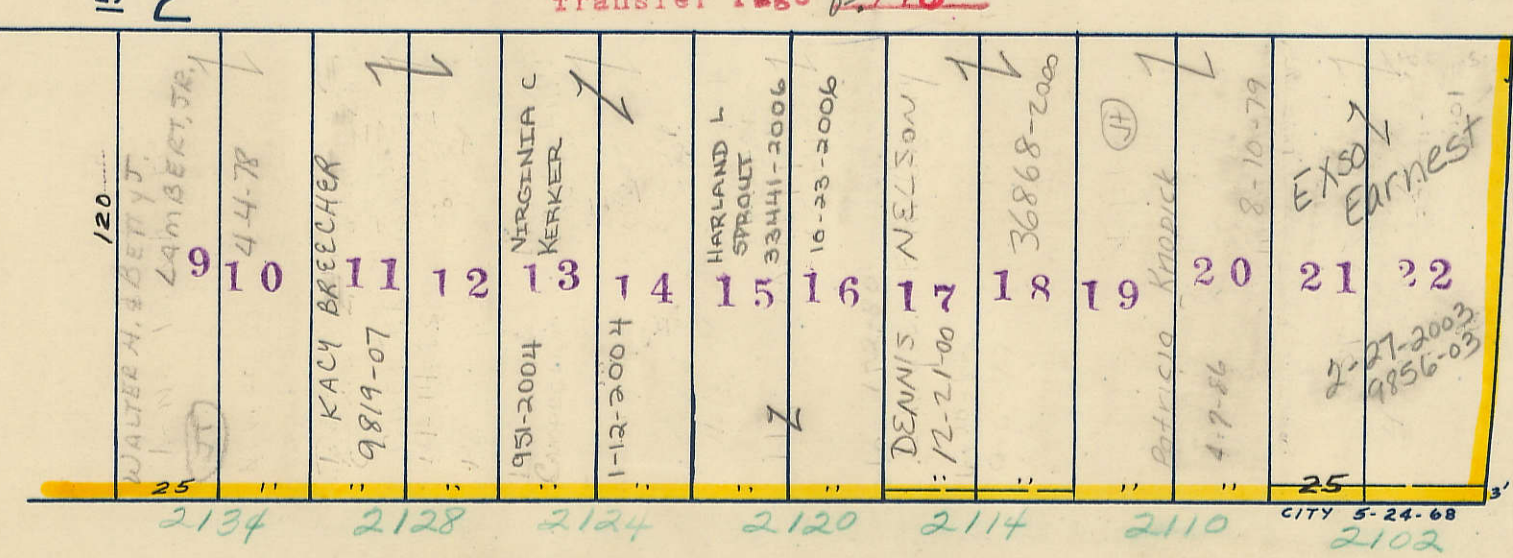 Transfer Page
120
WALTER H. & BETTY J.
LAMBERT, JR.
JT
9
4-4-78
10
KACY BREECHER
9819-07
11
12
VIRGINIA C
KERKER
951-2004
13
1-12-2004
14
HARLAND L
SPROUT
33441-2006
15
10-23-2006
16
DENNIS NELSON
12-21-00
17
36868-2000
18
JT
19
Patricia Knopick
20
8-10-79
4-7-86
Exso
Earnest
21 22
2-27-2003
9856-03
25 " " " " " " " " " " 25
3'
CITY 5-24-68
2134 2128 2124 2120 2114 2110 2102